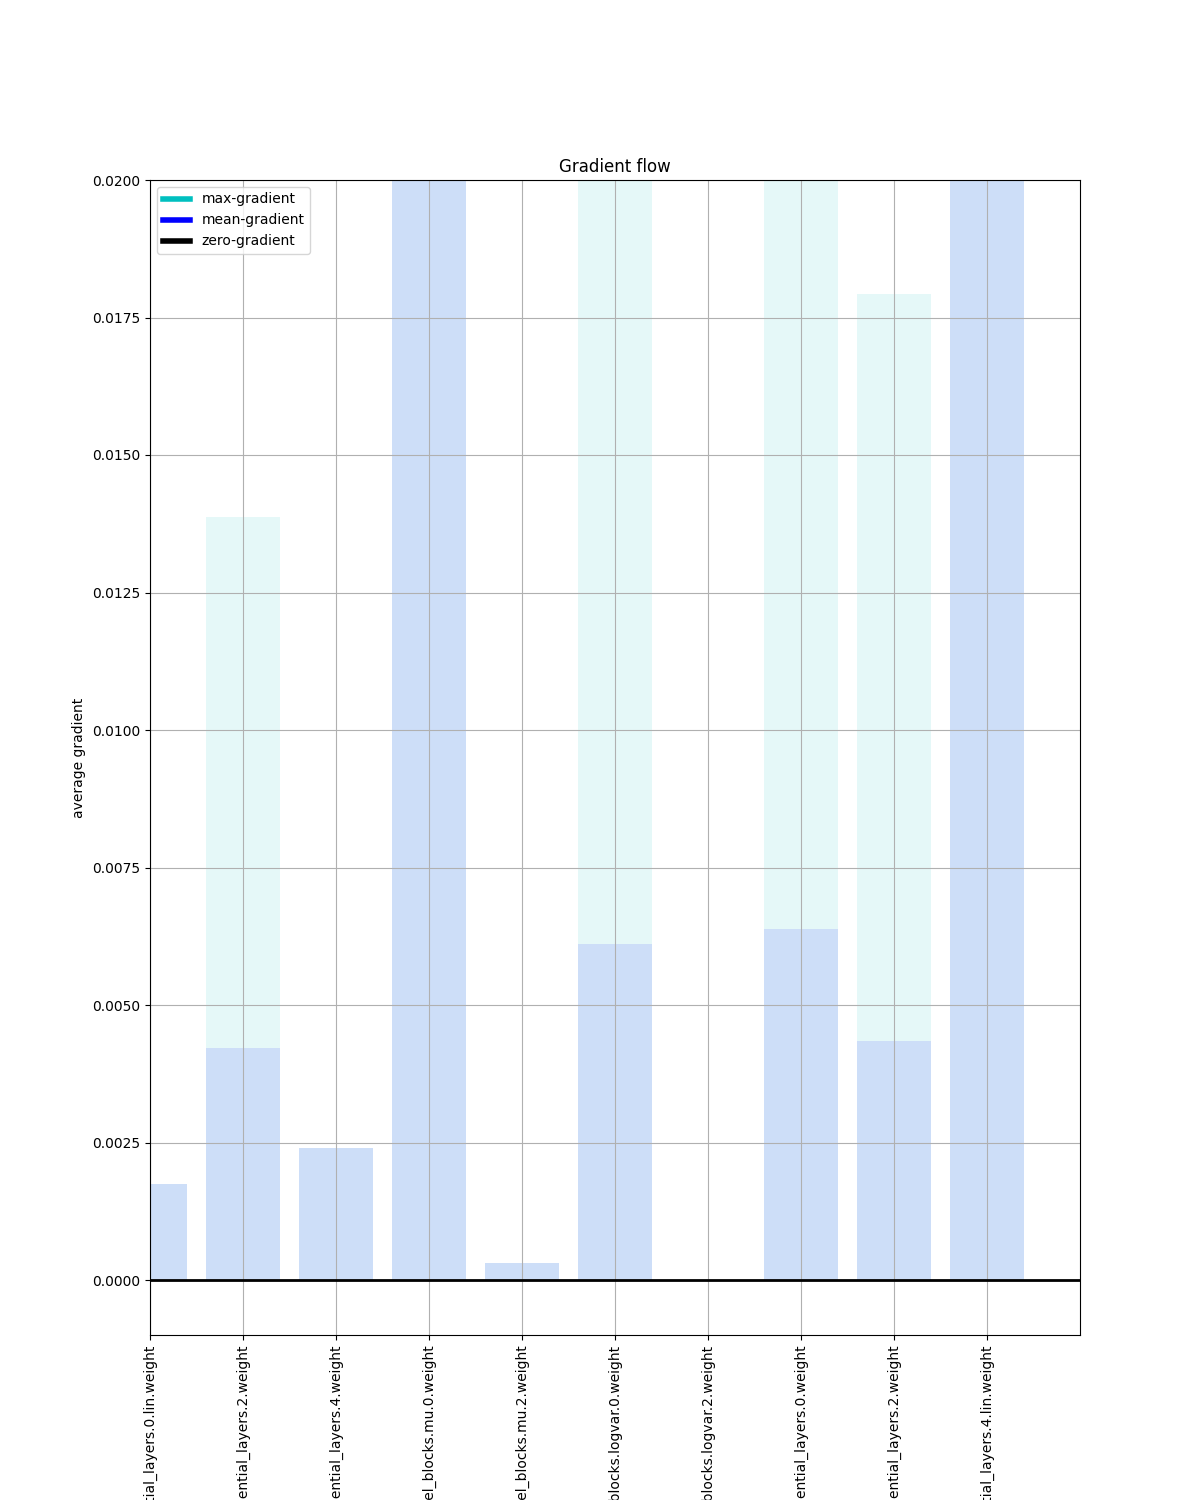 Gradient flow
max-gradient
mean-gradient
zero-gradient
0.0200
0.0175
0.0150
0.0125
0.0100
0.0075
0.0050
0.0025
0.0000
average gradient
tial_layers.0.lin.weight
ential_layers.2.weight
ential_layers.4.weight
el_blocks.mu.0.weight
el_blocks.mu.2.weight
blocks.logvar.0.weight
blocks.logvar.2.weight
ential_layers.0.weight
ential_layers.2.weight
tial_layers.4.lin.weight